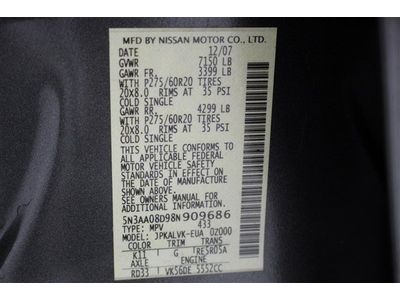 MFD BY NISSAN MOTOR CO., LTD.
DATE 12/07
GVWR 7150 LB
GAWR FR. 3399 LB
WITH P275/60R20 TIRES
20X8.0 RIMS AT 35 PSI
COLD SINGLE
GAWR RR. 4299 LB
WITH P275/60R20 TIRES
20X8.0 RIMS AT 35 PSI
COLD SINGLE
THIS VEHICLE CONFORMS TO
ALL APPLICABLE FEDERAL
MOTOR VEHICLE SAFETY
STANDARDS IN EFFECT ON
THE DATE OF MANUFACTURE
SHOWN ABOVE.
SEE OWNERS MANUAL FOR
ADDITIONAL INFORMATION
5N3AA08D98N909686
TYPE: MPV 433
MODEL: JPKALVK-EUA 0Z000
COLOR TRIM TRANS
K11 G RE5R05A
AXLE ENGINE
RD33 VK56DE 5552CC